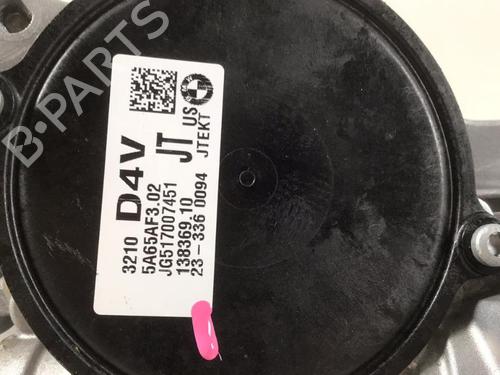 3210
D4V
5A65AF3.02
JG517007451
JT
138369.10
US
23-336 0094
JTEKT
B-PARTS